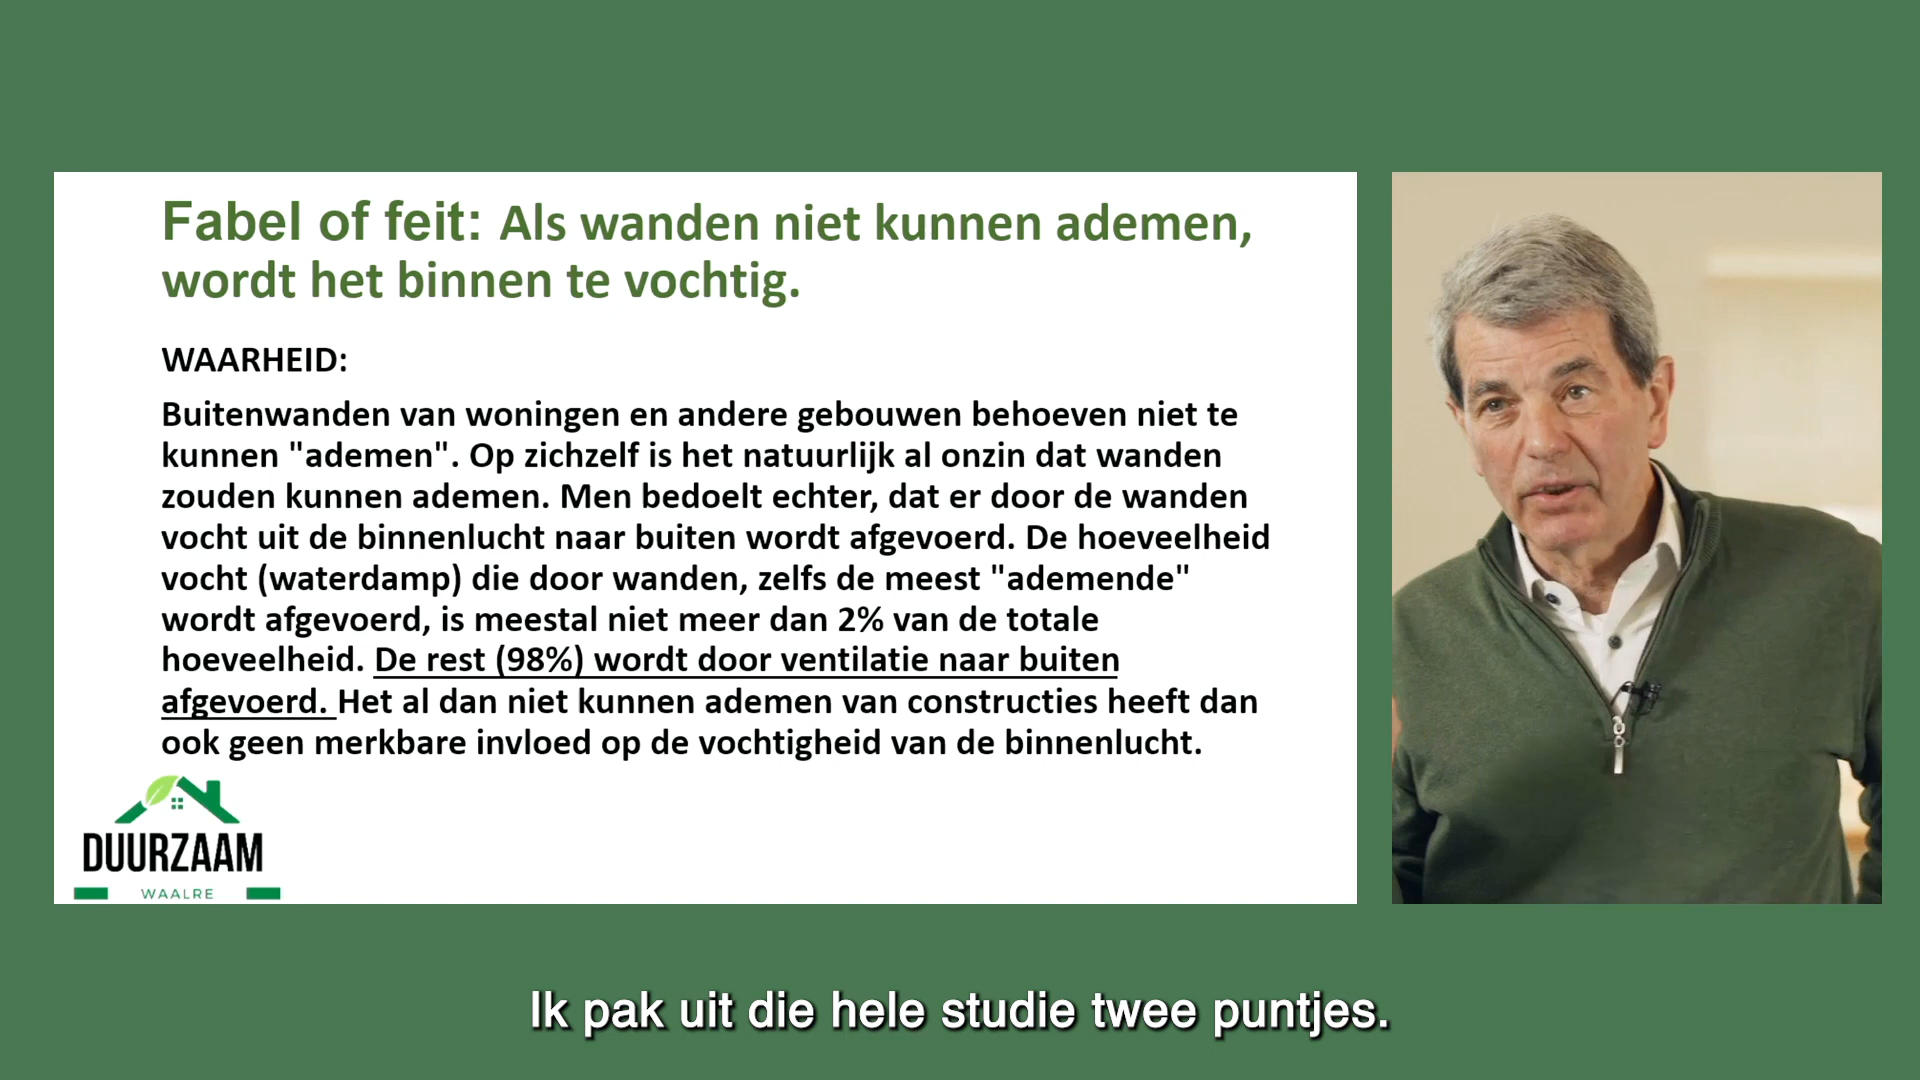 Fabel of feit: Als wanden niet kunnen ademen,
wordt het binnen te vochtig.
WAARHEID:
Buitenwanden van woningen en andere gebouwen behoeven niet te
kunnen "ademen". Op zichzelf is het natuurlijk al onzin dat wanden
zouden kunnen ademen. Men bedoelt echter, dat er door de wanden
vocht uit de binnenlucht naar buiten wordt afgevoerd. De hoeveelheid
vocht (waterdamp) die door wanden, zelfs de meest "ademende"
wordt afgevoerd, is meestal niet meer dan 2% van de totale
hoeveelheid. De rest (98%) wordt door ventilatie naar buiten
afgevoerd. Het al dan niet kunnen ademen van constructies heeft dan
ook geen merkbare invloed op de vochtigheid van de binnenlucht.
DUURZAAM
WAALRE
Ik pak uit die hele studie twee puntjes.